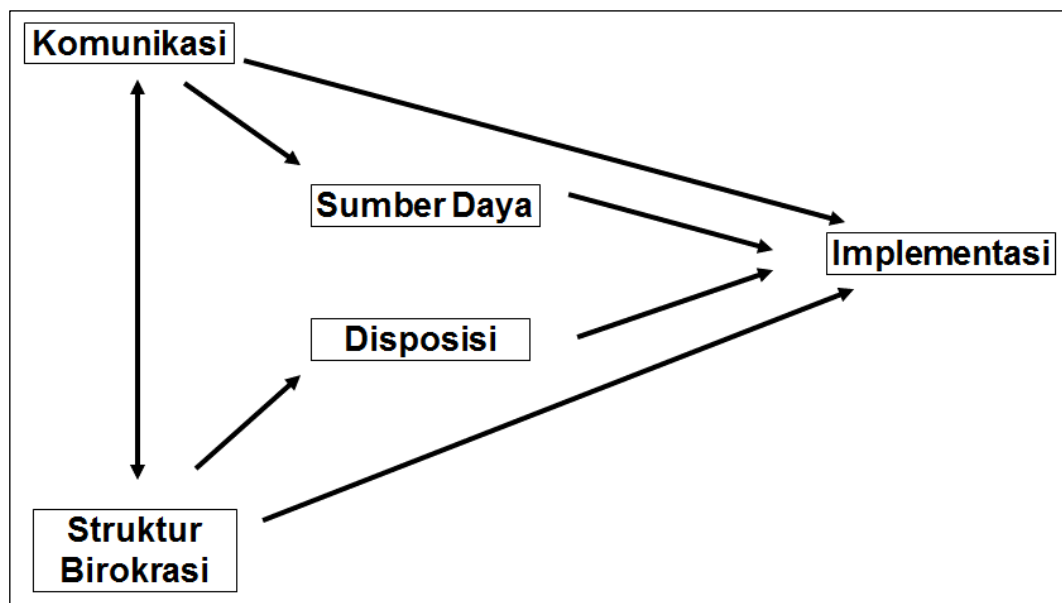 Komunikasi
Sumber Daya
Implementasi
Disposisi
Struktur
Birokrasi